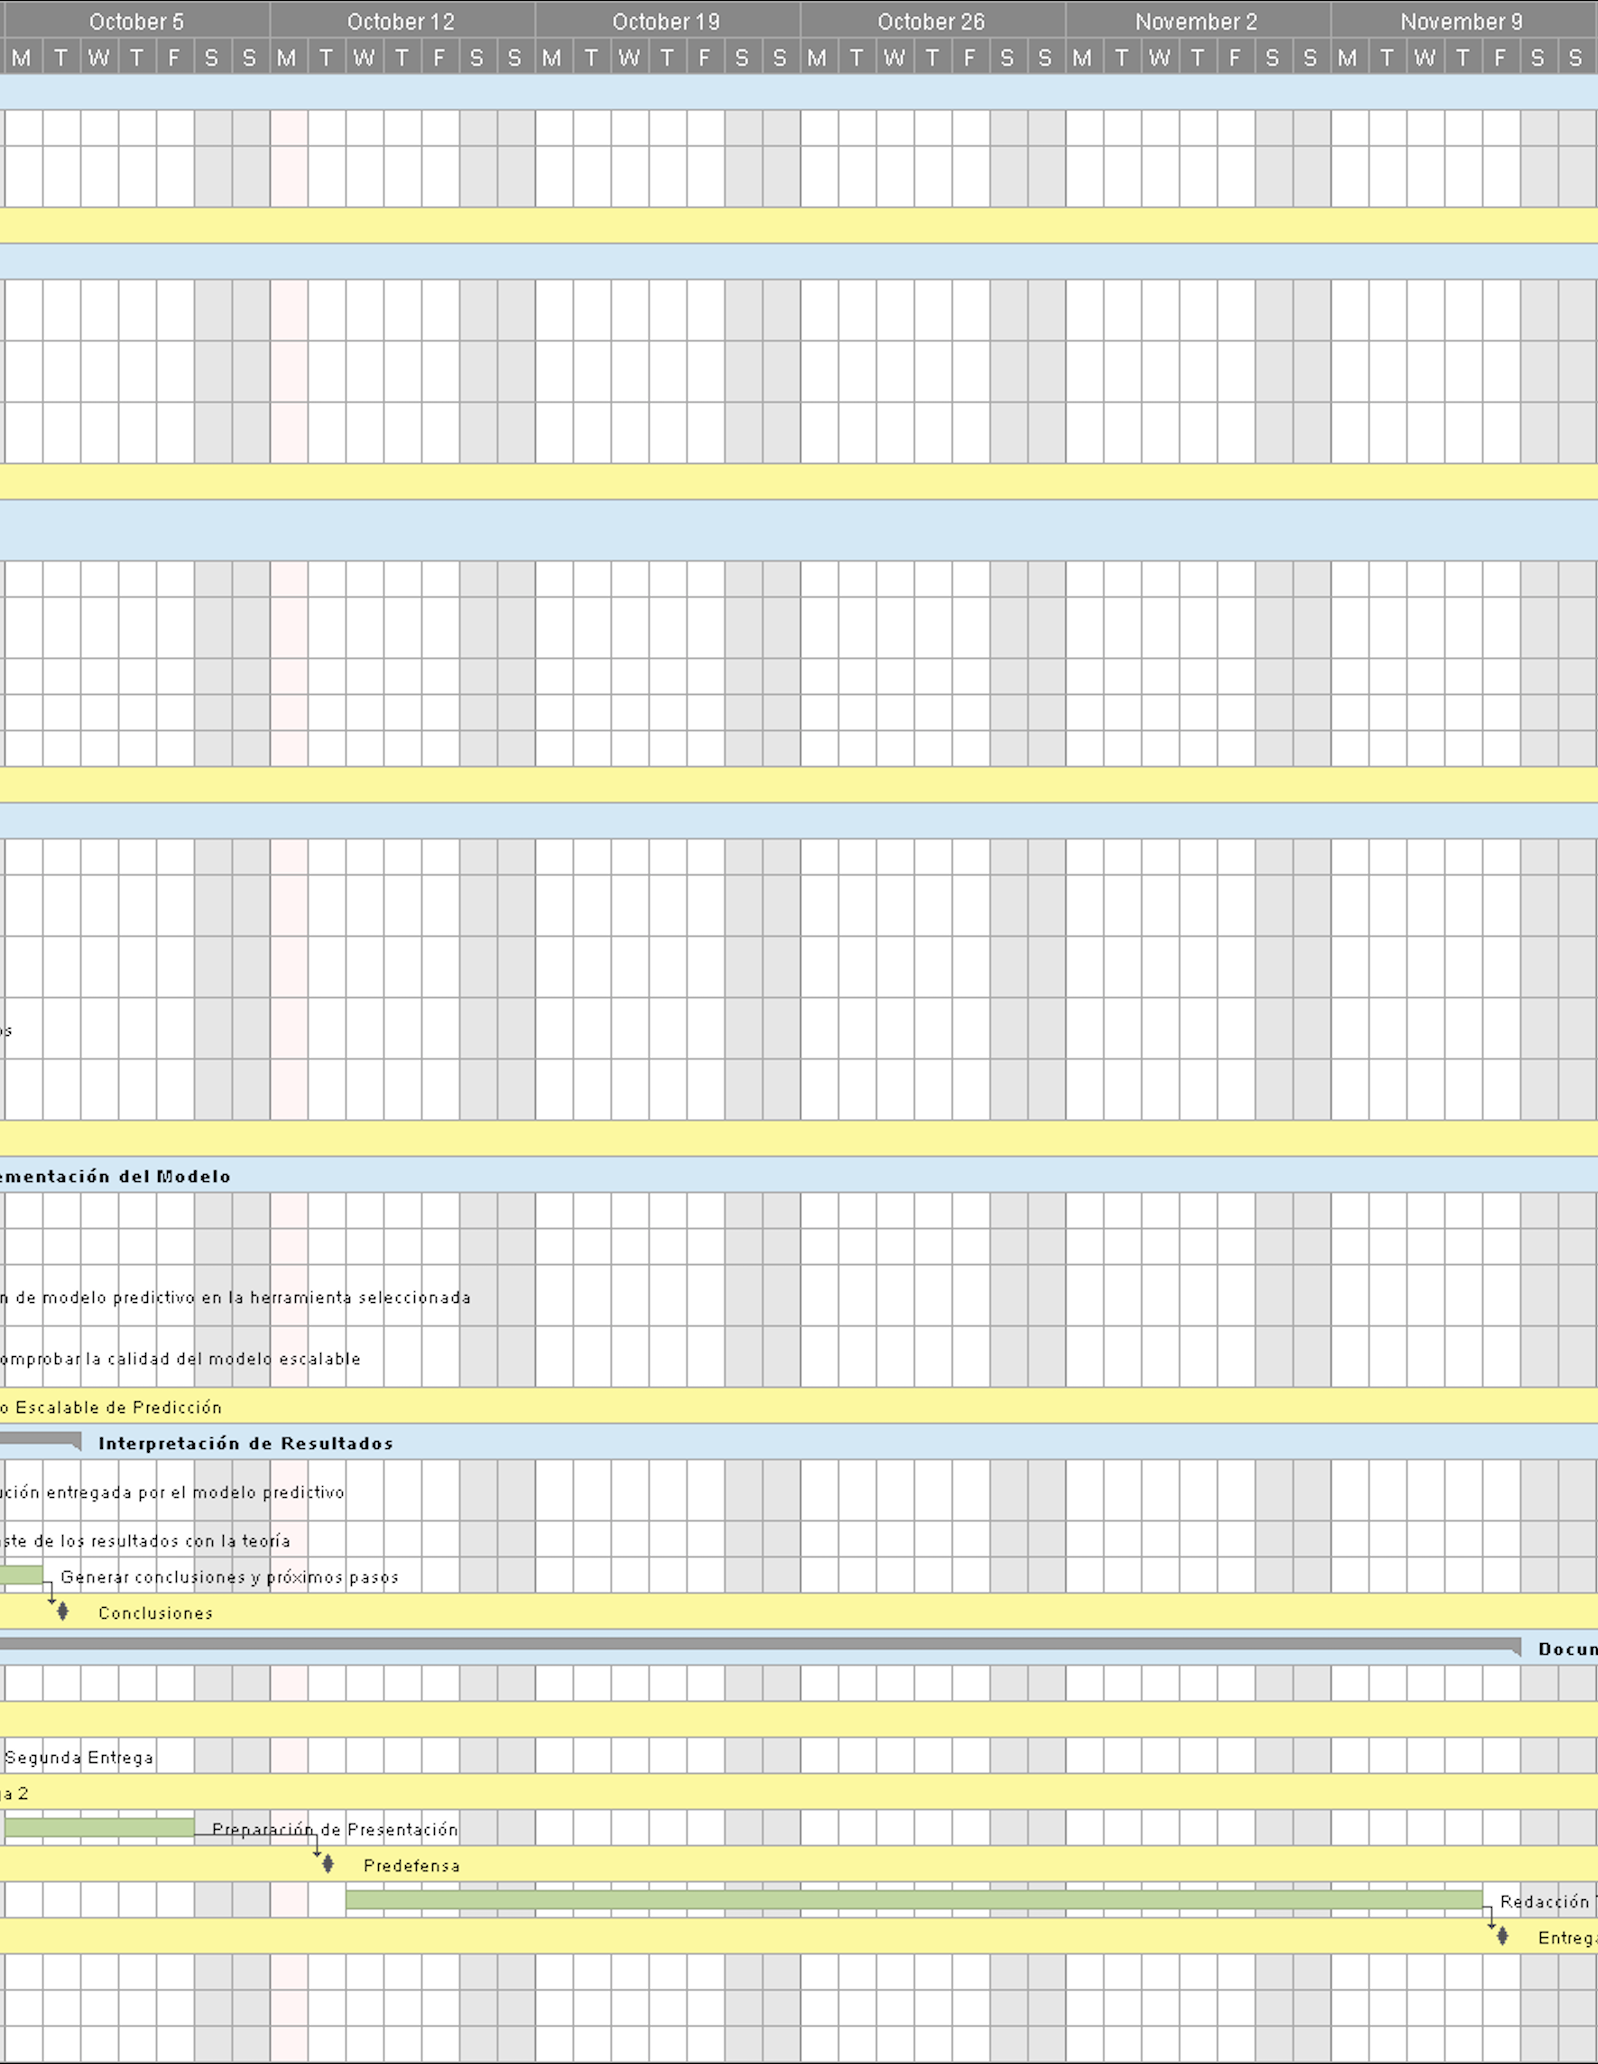 October 5 October 12 October 19 October 26 November 2 November 9
M T W T F S S M T W T F S S M T W T F S S M T W T F S S M T W T F S S M T W T F S S
os
ementación del Modelo
n de modelo predictivo en la herramienta seleccionada
omprobar la calidad del modelo escalable
o Escalable de Predicción
Interpretación de Resultados
ución entregada por el modelo predictivo
aste de los resultados con la teoría
Generar conclusiones y próximos pasos
Conclusiones
Docum
Segunda Entrega
ga 2
Preparación de Presentación
Predefensa
Redacción
Entrega